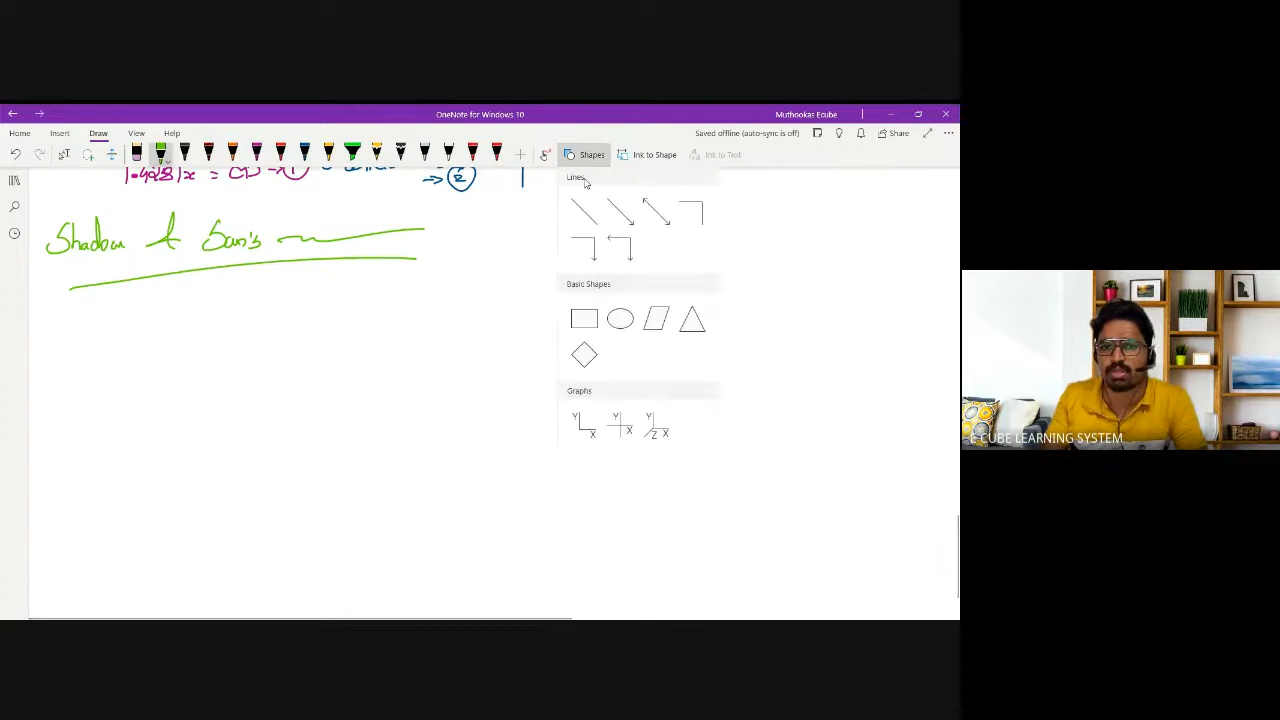 OneNote for Windows 10
Muthookas Ecube
Home Insert Draw View Help
Saved offline (auto-sync is off)
Share
Shapes
Ink to Shape
Ink to Text
Lines
Shadow of Sun's
Basic Shapes
Graphs
Y X
Y X
Y Z X
E CUBE LEARNING SYSTEM